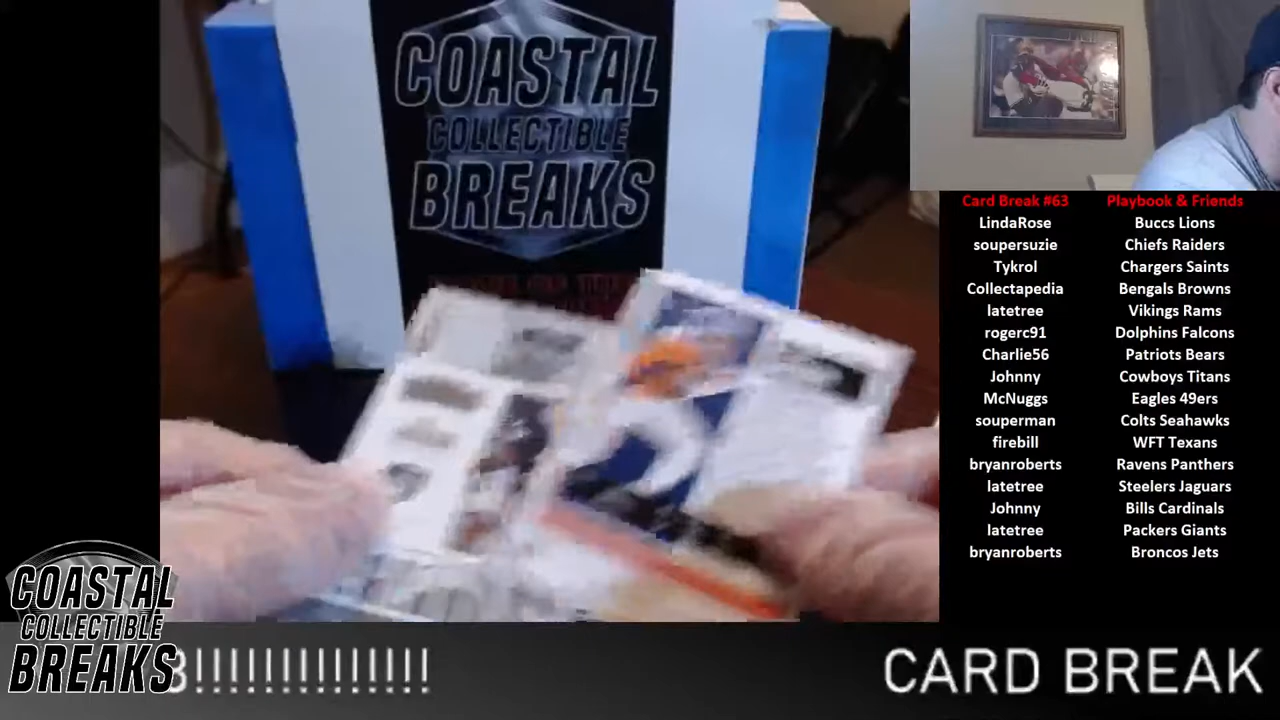 COASTAL
COLLECTIBLE
BREAKS
Card Break #63 Playbook & Friends
LindaRose Buccs Lions
soupersuzie Chiefs Raiders
Tykrol Chargers Saints
Collectapedia Bengals Browns
latetree Vikings Rams
rogerc91 Dolphins Falcons
Charlie56 Patriots Bears
Johnny Cowboys Titans
McNuggs Eagles 49ers
souperman Colts Seahawks
firebill WFT Texans
bryanroberts Ravens Panthers
latetree Steelers Jaguars
Johnny Bills Cardinals
latetree Packers Giants
bryanroberts Broncos Jets
COASTAL
COLLECTIBLE
BREAKS
!!!!!!!!!!!!!! CARD BREAK